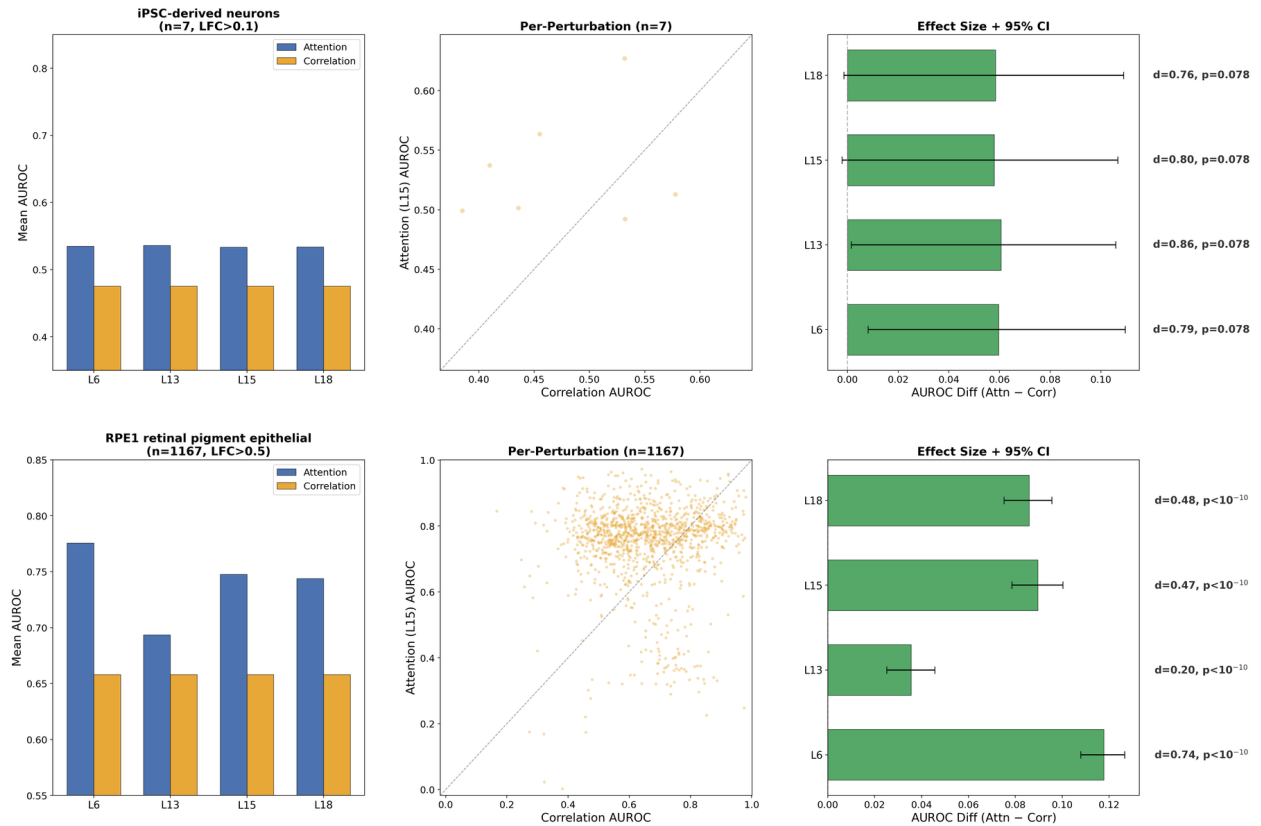 iPSC-derived neurons
(n=7, LFC>0.1)
Attention
Correlation
Mean AUROC
0.8
0.7
0.6
0.5
0.4
L6
L13
L15
L18
Per-Perturbation (n=7)
Attention (L15) AUROC
0.60
0.55
0.50
0.45
0.40
0.40
0.45
0.50
0.55
0.60
Correlation AUROC
Effect Size + 95% CI
L18
d=0.76, p=0.078
L15
d=0.80, p=0.078
L13
d=0.86, p=0.078
L6
d=0.79, p=0.078
0.00
0.02
0.04
0.06
0.08
0.10
AUROC Diff (Attn − Corr)
RPE1 retinal pigment epithelial
(n=1167, LFC>0.5)
Attention
Correlation
Mean AUROC
0.85
0.80
0.75
0.70
0.65
0.60
0.55
L6
L13
L15
L18
Per-Perturbation (n=1167)
Attention (L15) AUROC
1.0
0.8
0.6
0.4
0.2
0.0
0.0
0.2
0.4
0.6
0.8
1.0
Correlation AUROC
Effect Size + 95% CI
L18
d=0.48, p<10⁻¹⁰
L15
d=0.47, p<10⁻¹⁰
L13
d=0.20, p<10⁻¹⁰
L6
d=0.74, p<10⁻¹⁰
0.00
0.02
0.04
0.06
0.08
0.10
0.12
AUROC Diff (Attn − Corr)